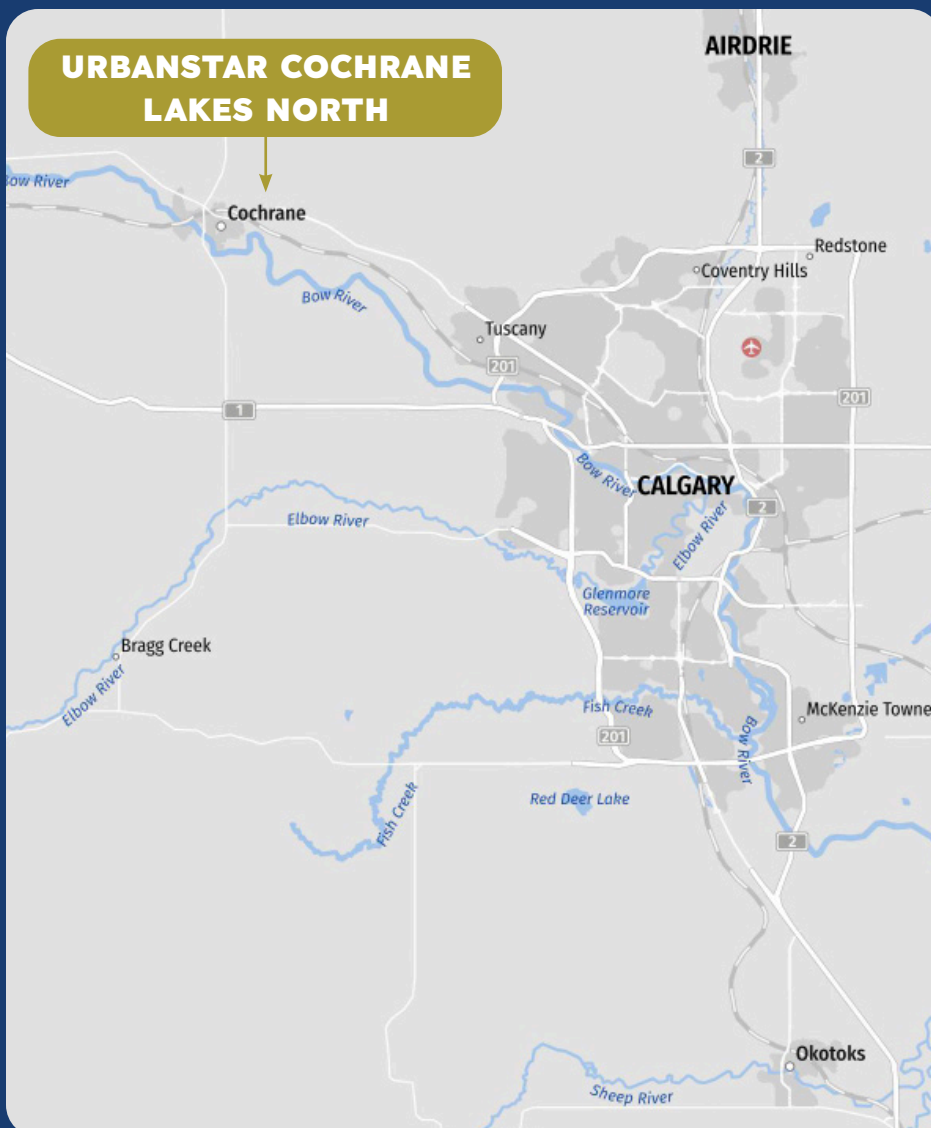 AIRDRIE
URBANSTAR COCHRANE
LAKES NORTH
2
Bow River
Cochrane
Redstone
Coventry Hills
Bow River
Tuscany
201
201
1
Bow River
CALGARY
2
Elbow River
Elbow River
Glenmore
Reservoir
Bragg Creek
Elbow River
Fish Creek
McKenzie Towne
201
Bow River
Red Deer Lake
Fish Creek
2
Okotoks
Sheep River